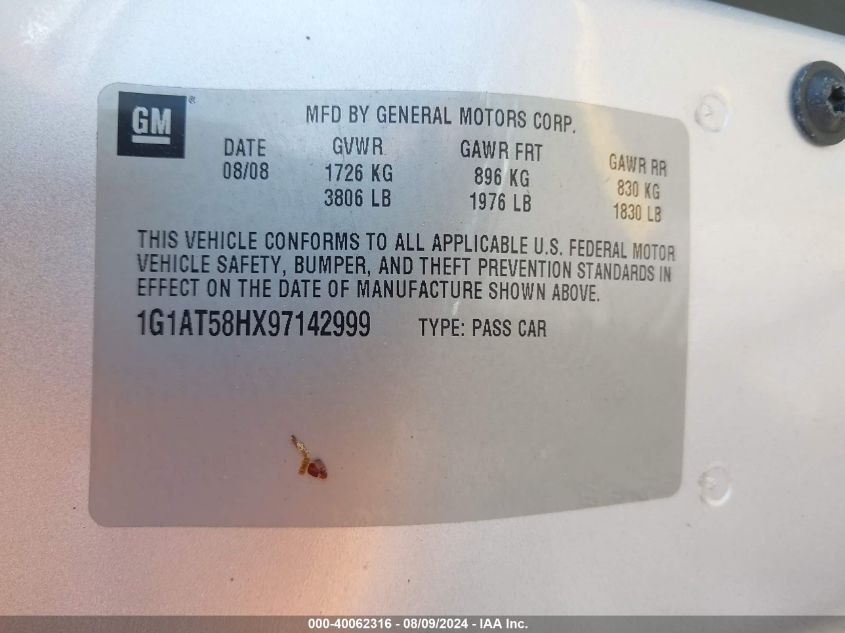 GM ®
MFD BY GENERAL MOTORS CORP.
DATE GVWR GAWR FRT GAWR RR
08/08 1726 KG 896 KG 830 KG
3806 LB 1976 LB 1830 LB
THIS VEHICLE CONFORMS TO ALL APPLICABLE U.S. FEDERAL MOTOR
VEHICLE SAFETY, BUMPER, AND THEFT PREVENTION STANDARDS IN
EFFECT ON THE DATE OF MANUFACTURE SHOWN ABOVE.
1G1AT58HX97142999 TYPE: PASS CAR
1000 - 40062316 - 08/09/2024 - IAA Inc.